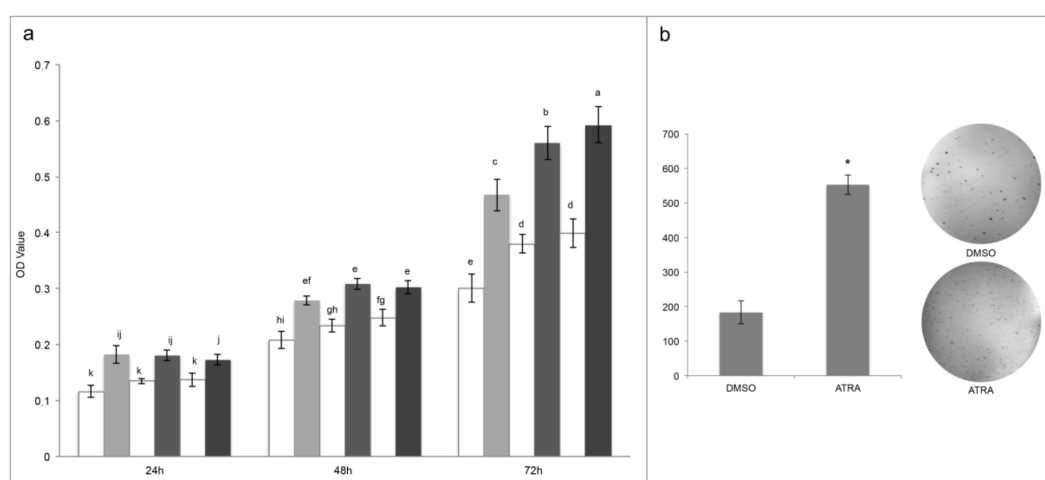 a
0,7
0.6
0.5
0.4
0.3
0.2
0.1
0
OD Value
k
ij
k
ij
k
j
hi
ef
gh
e
fg
e
e
c
d
b
d
a
24h
48h
72h
b
700
600
500
400
300
200
100
0
*
DMSO
ATRA
DMSO
ATRA